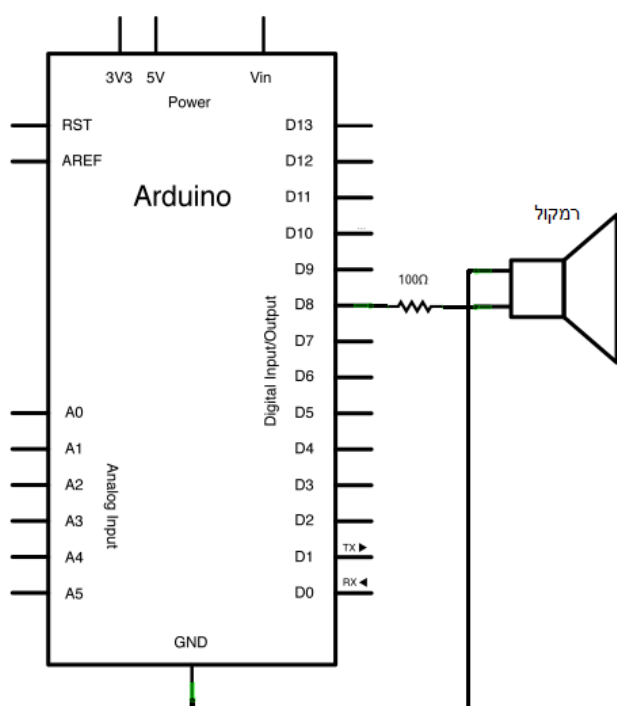 3V3 5V Vin
Power
RST D13
AREF D12
Arduino
D11
D10
...
רמקול
D9
100Ω
D8
D7
D6
Digital Input/Output
A0 D5
A1 D4
A2 D3
Analog Input
A3 D2
A4 D1 TX
A5 D0 RX
GND